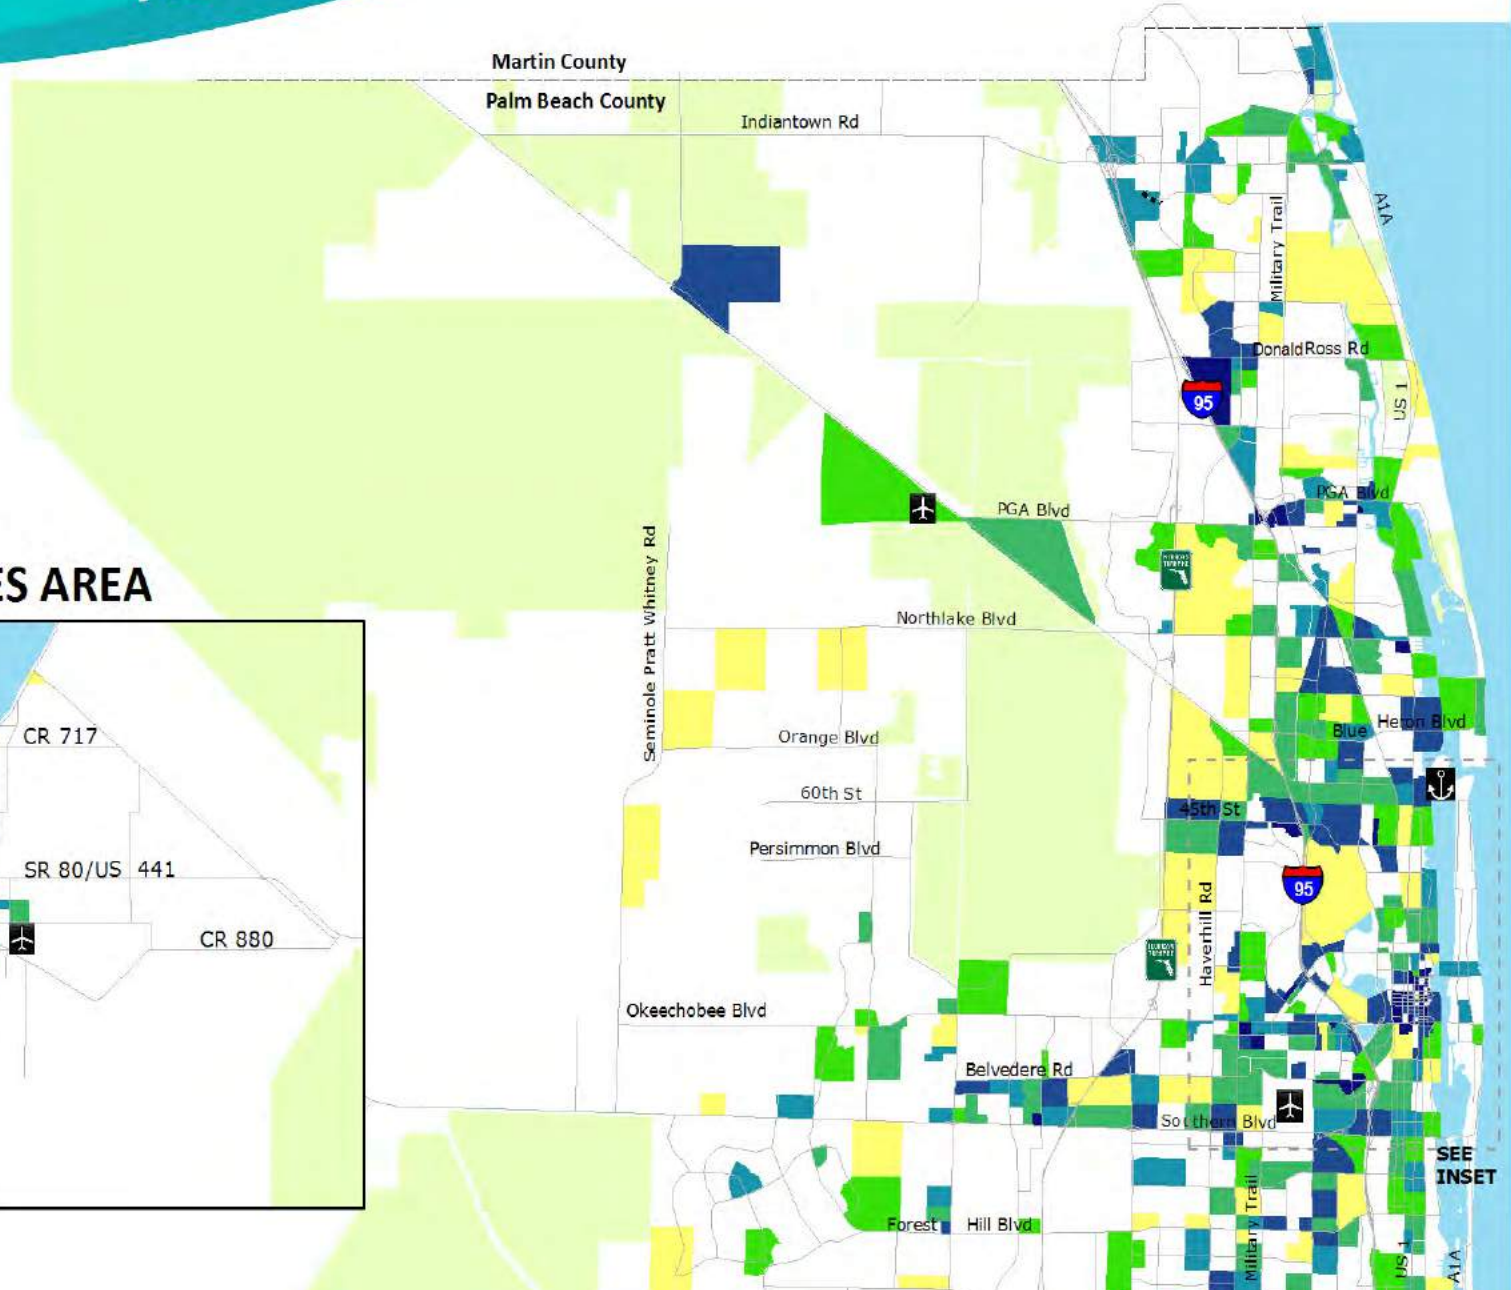 Martin County
Palm Beach County
Indiantown Rd
A1A
Military Trail
DonaldRoss Rd
95
US 1
PGA Blvd
PGA Blvd
Seminole Pratt Whitney Rd
ES AREA
Northlake Blvd
CR 717
Orange Blvd
Blue
Heron Blvd
60th St
45th St
Persimmon Blvd
SR 80/US 441
95
Haverhill Rd
CR 880
Okeechobee Blvd
Belvedere Rd
Southern Blvd
SEE
INSET
Military Trail
Forest
Hill Blvd
US 1
A1A